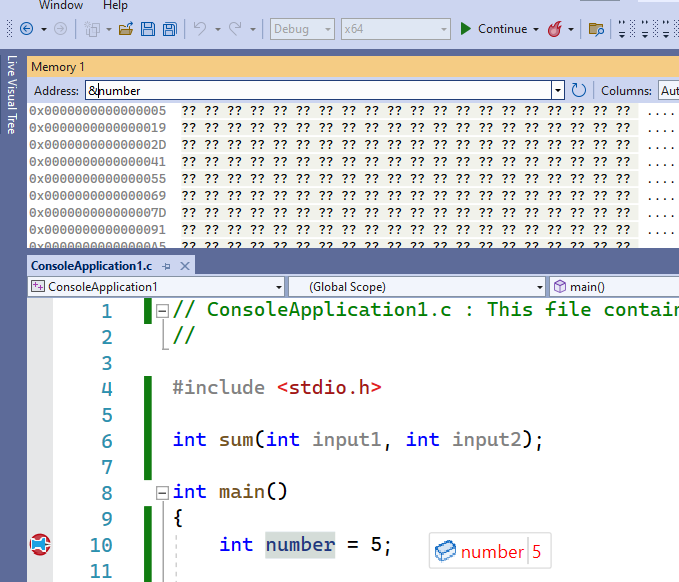 Window Help
Debug x64 Continue
Live Visual Tree
Memory 1
Address: &number Columns: Aut
0x0000000000000005 ?? ?? ?? ?? ?? ?? ?? ?? ?? ?? ?? ?? ?? ?? ?? ?? ?? ?? ?? ?? ....
0x0000000000000019 ?? ?? ?? ?? ?? ?? ?? ?? ?? ?? ?? ?? ?? ?? ?? ?? ?? ?? ?? ?? ....
0x000000000000002D ?? ?? ?? ?? ?? ?? ?? ?? ?? ?? ?? ?? ?? ?? ?? ?? ?? ?? ?? ?? ....
0x0000000000000041 ?? ?? ?? ?? ?? ?? ?? ?? ?? ?? ?? ?? ?? ?? ?? ?? ?? ?? ?? ?? ....
0x0000000000000055 ?? ?? ?? ?? ?? ?? ?? ?? ?? ?? ?? ?? ?? ?? ?? ?? ?? ?? ?? ?? ....
0x0000000000000069 ?? ?? ?? ?? ?? ?? ?? ?? ?? ?? ?? ?? ?? ?? ?? ?? ?? ?? ?? ?? ....
0x000000000000007D ?? ?? ?? ?? ?? ?? ?? ?? ?? ?? ?? ?? ?? ?? ?? ?? ?? ?? ?? ?? ....
0x0000000000000091 ?? ?? ?? ?? ?? ?? ?? ?? ?? ?? ?? ?? ?? ?? ?? ?? ?? ?? ?? ?? ....
0x00000000000000A5 ?? ?? ?? ?? ?? ?? ?? ?? ?? ?? ?? ?? ?? ?? ?? ?? ?? ?? ?? ?? ....
ConsoleApplication1.c
ConsoleApplication1 (Global Scope) main()
1 // ConsoleApplication1.c : This file contain
2 //
3
4 #include <stdio.h>
5
6 int sum(int input1, int input2);
7
8 int main()
9 {
10 int number = 5; number 5
11